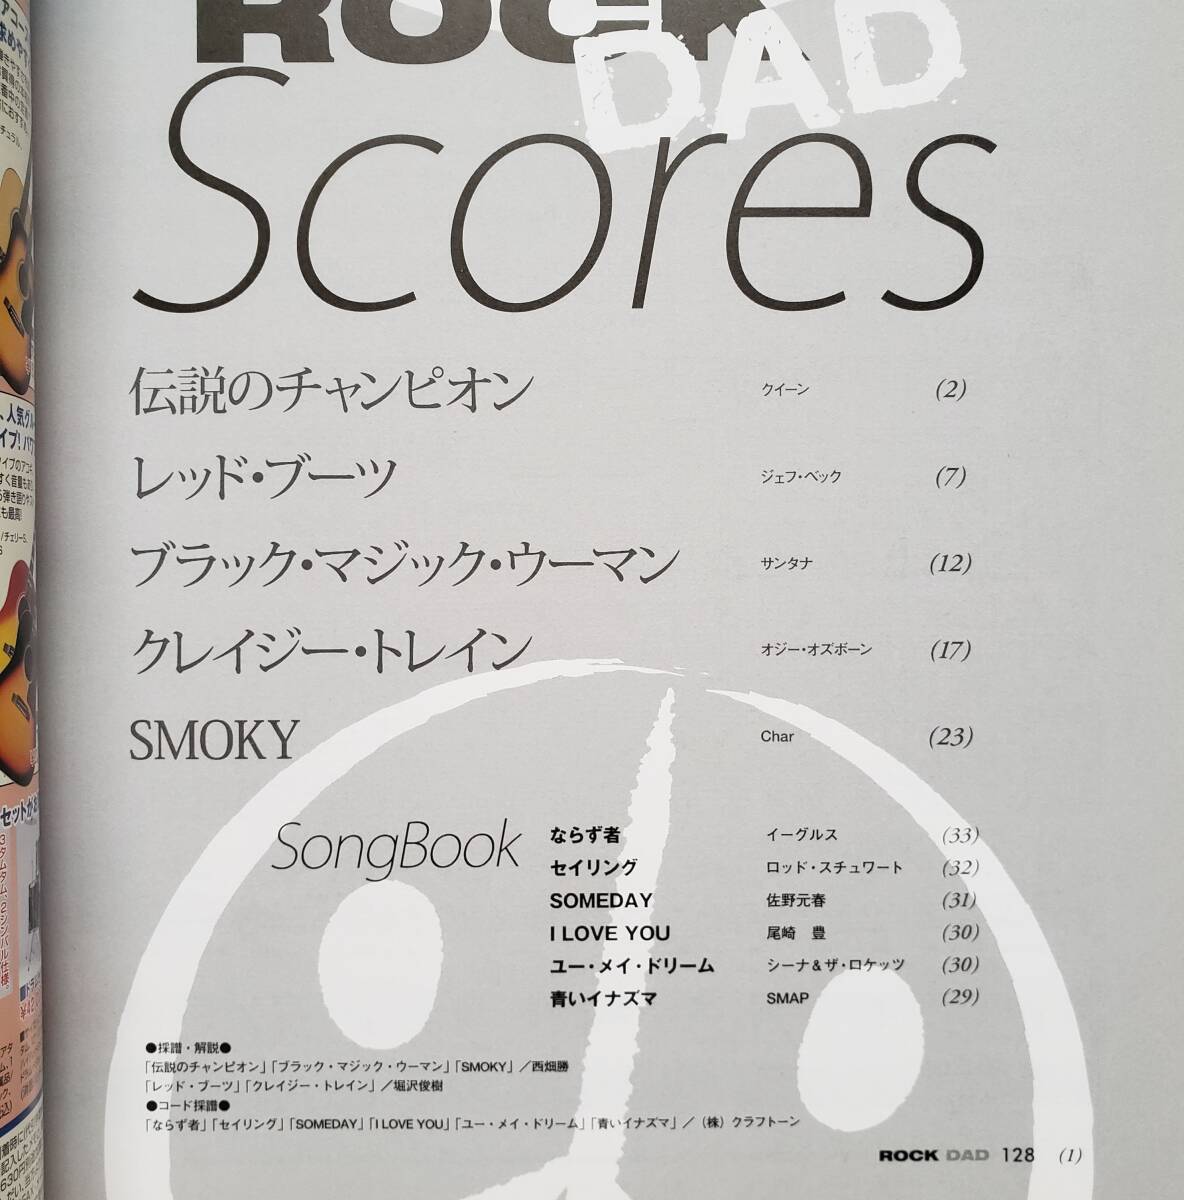 ROCK
DAD
Scores
伝説のチャンピオン クイーン (2)
レッド・ブーツ ジェフ・ベック (7)
ブラック・マジック・ウーマン サンタナ (12)
クレイジー・トレイン オジー・オズボーン (17)
SMOKY Char (23)
SongBook
ならず者 イーグルス (33)
セイリング ロッド・スチュワート (32)
SOMEDAY 佐野元春 (31)
I LOVE YOU 尾崎 豊 (30)
ユー・メイ・ドリーム シーナ&ザ・ロケッツ (30)
青いイナズマ SMAP (29)
●採譜・解説●
「伝説のチャンピオン」「ブラック・マジック・ウーマン」「SMOKY」／西畑勝
「レッド・ブーツ」「クレイジー・トレイン」／堀沢俊樹
●コード採譜●
「ならず者」「セイリング」「SOMEDAY」「I LOVE YOU」「ユー・メイ・ドリーム」「青いイナズマ」／（株）クラフトーン
ROCK DAD 128 (1)